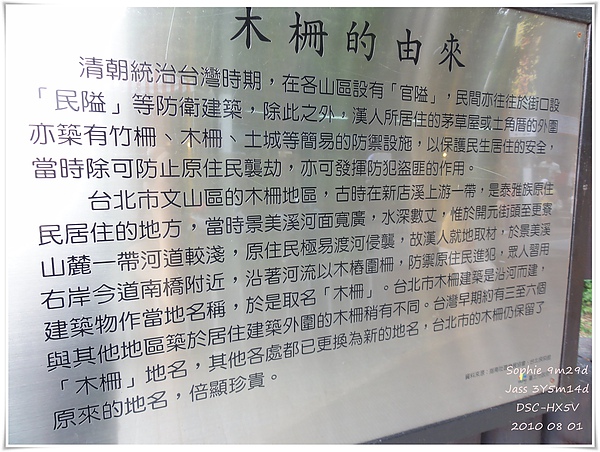 木柵的由來
清朝統治台灣時期，在各山區設有「官隘」，民間亦往往於街口設
「民隘」等防衛建築，除此之外，漢人所居住的茅草屋或土角厝的外圍
亦築有竹柵、木柵、土城等簡易的防禦設施，以保護民生居住的安全，
當時除可防止原住民襲劫，亦可發揮防犯盜匪的作用。
台北市文山區的木柵地區，古時在新店溪上游一帶，是泰雅族原住
民居住的地方，當時景美溪河面寬廣，水深數丈，惟於開元街頭至更寮
山麓一帶河道較淺，原住民極易渡河侵襲，故漢人就地取材，於景美溪
右岸今道南橋附近，沿著河流以木樁圍柵，防禦原住民進犯，眾人習用
建築物作當地名稱，於是取名「木柵」。台北市木柵建築是沿河而建，
與其他地區築於居住建築外圍的木柵稍有不同。台灣早期約有三至六個
「木柵」地名，其他各處都已更換為新的地名，台北市的木柵仍保留了
原來的地名，倍顯珍貴。
Sophie 9m29d
Jass 3Y5m14d
DSC-HX5V
2010 08 01